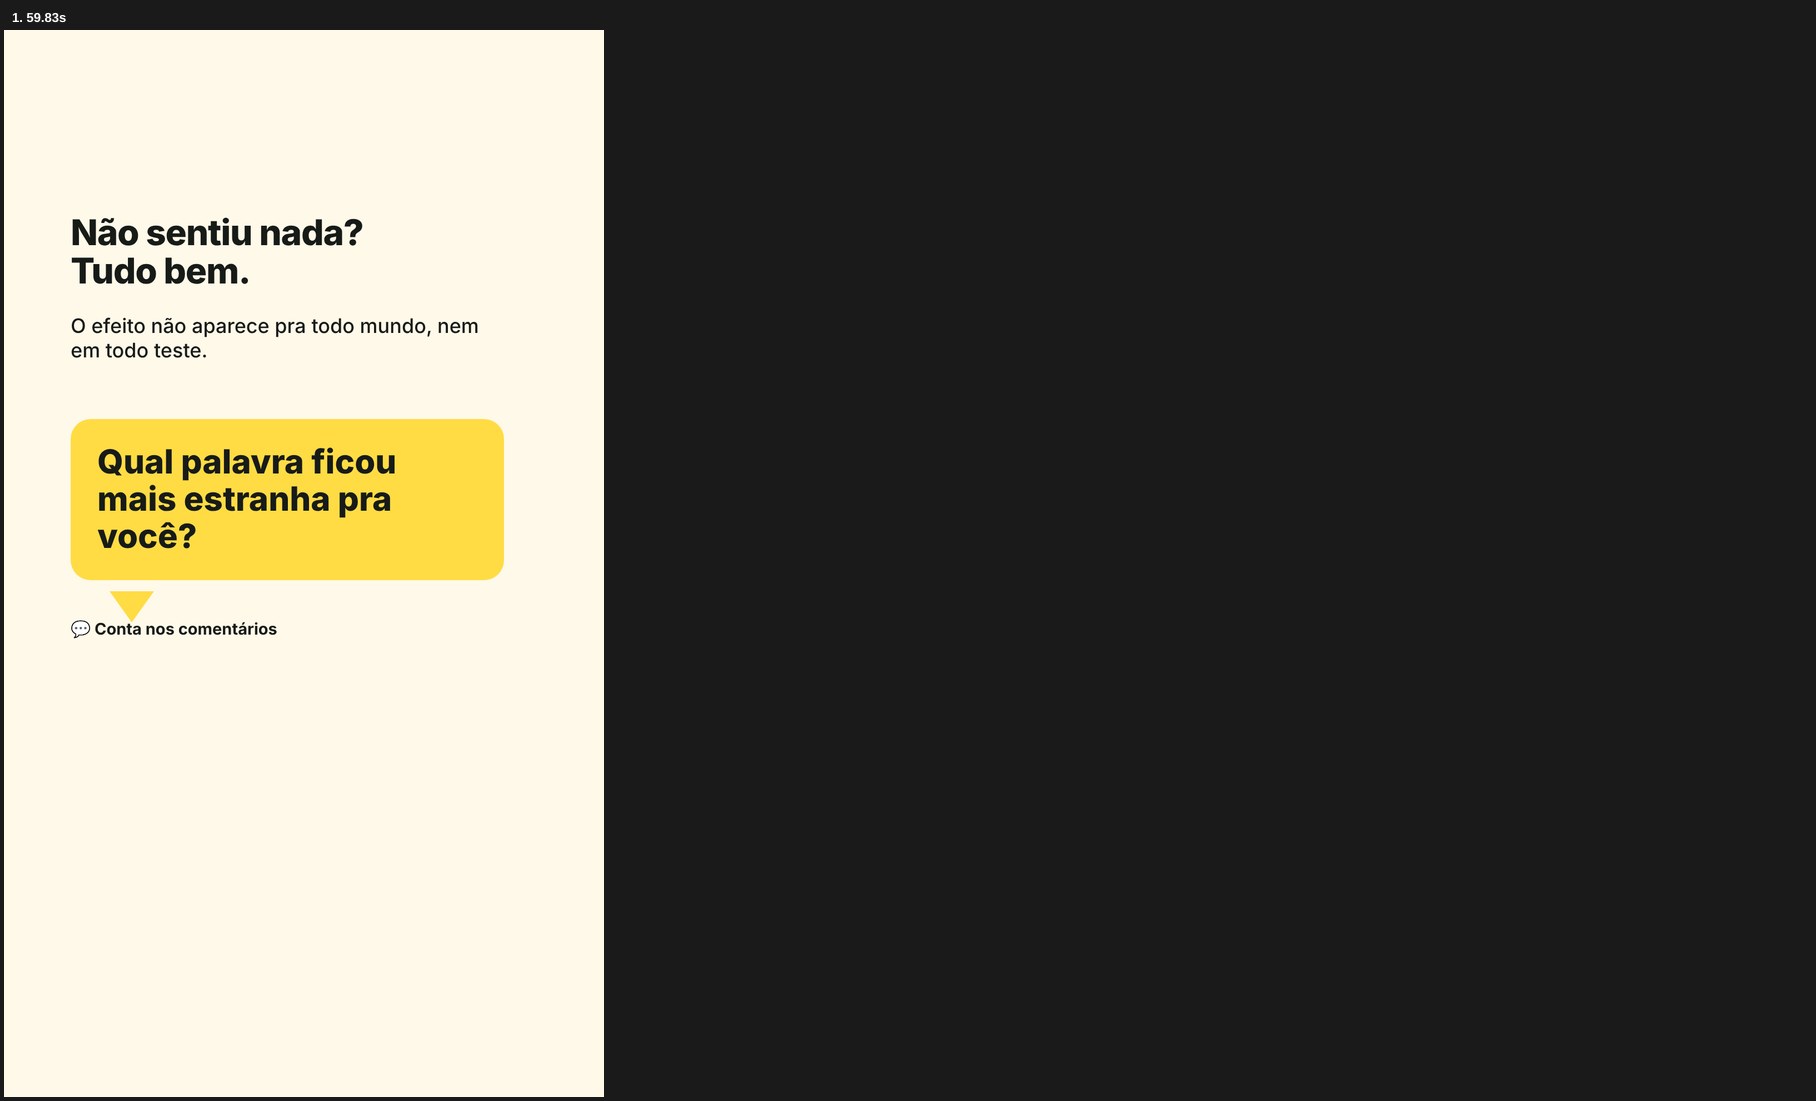 1. 59.83s
Não sentiu nada?
Tudo bem.
O efeito não aparece pra todo mundo, nem
em todo teste.
Qual palavra ficou
mais estranha pra
você?
💬 Conta nos comentários